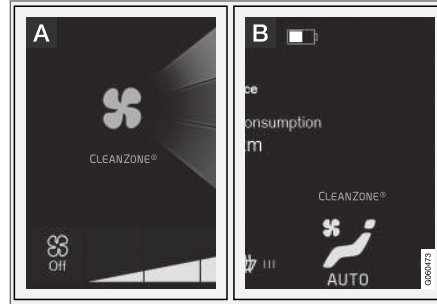 A
CLEANZONE®
Off
B
ce
onsumption
m
CLEANZONE®
AUTO
G060473